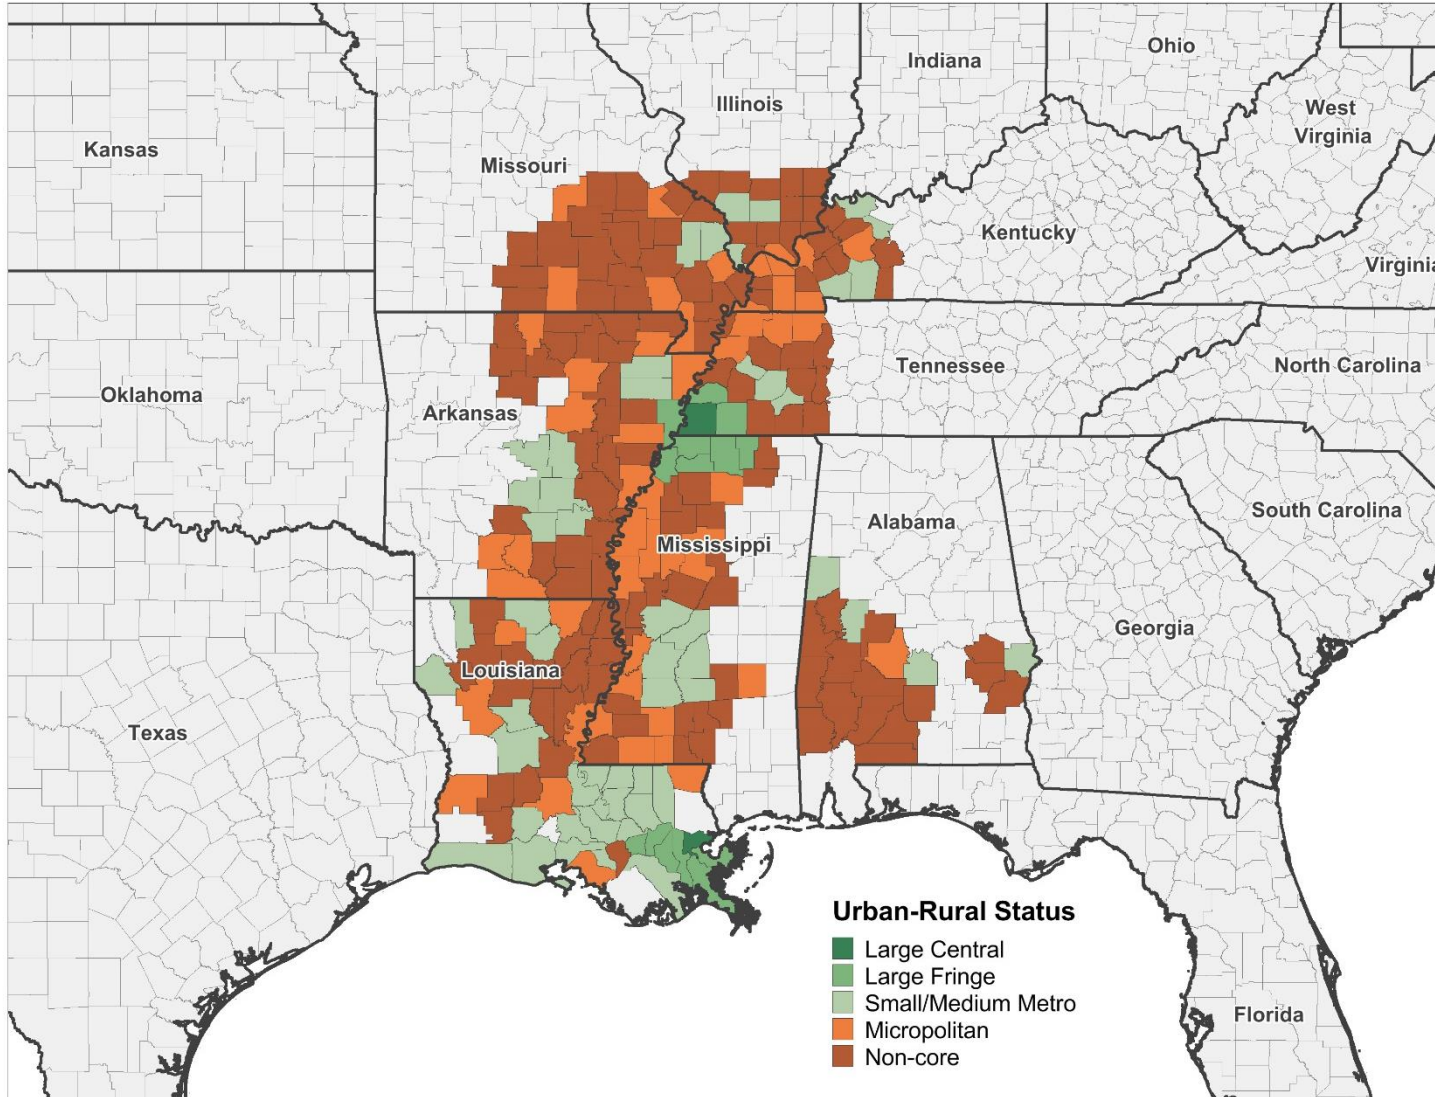 Ohio
Indiana
Illinois
West
Virginia
Kansas
Missouri
Kentucky
Virginia
Tennessee
North Carolina
Oklahoma
Arkansas
South Carolina
Alabama
Mississippi
Georgia
Louisiana
Texas
Urban-Rural Status
Large Central
Large Fringe
Small/Medium Metro
Micropolitan
Non-core
Florida